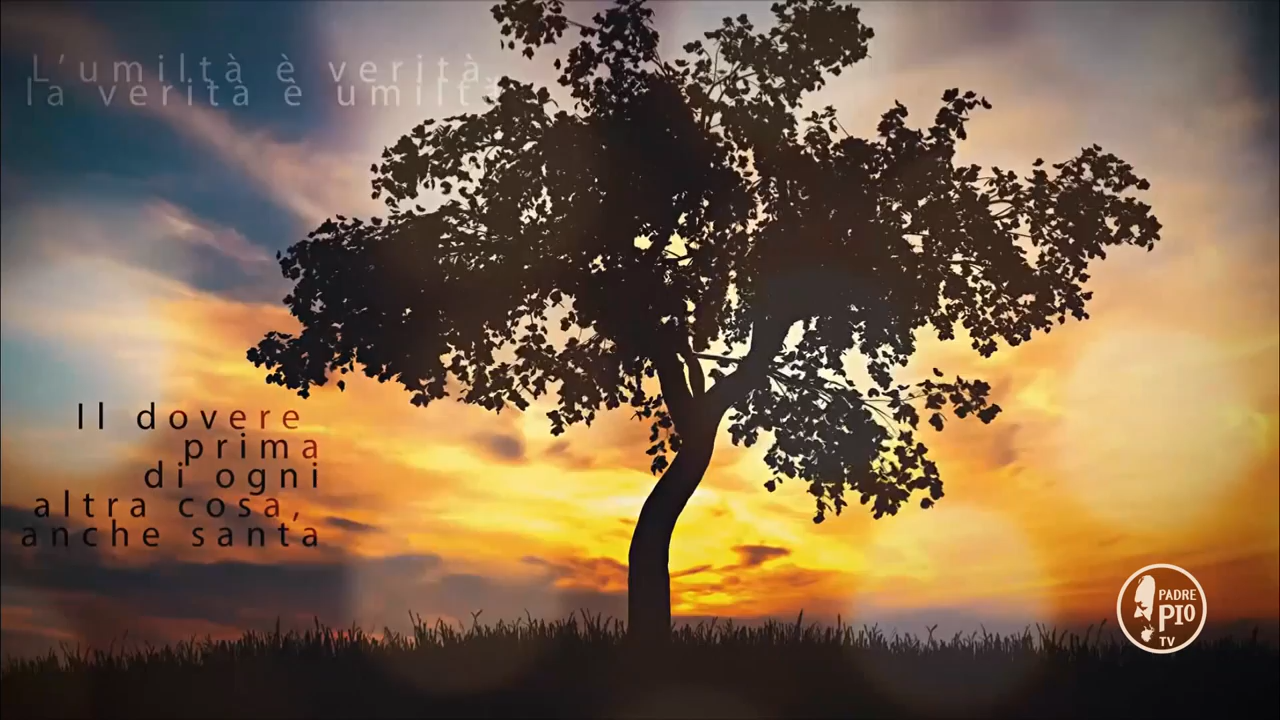 L'umiltà è verità,
la verità è umiltà
Il dovere
prima
di ogni
altra cosa,
anche santa
PADRE
PIO
TV